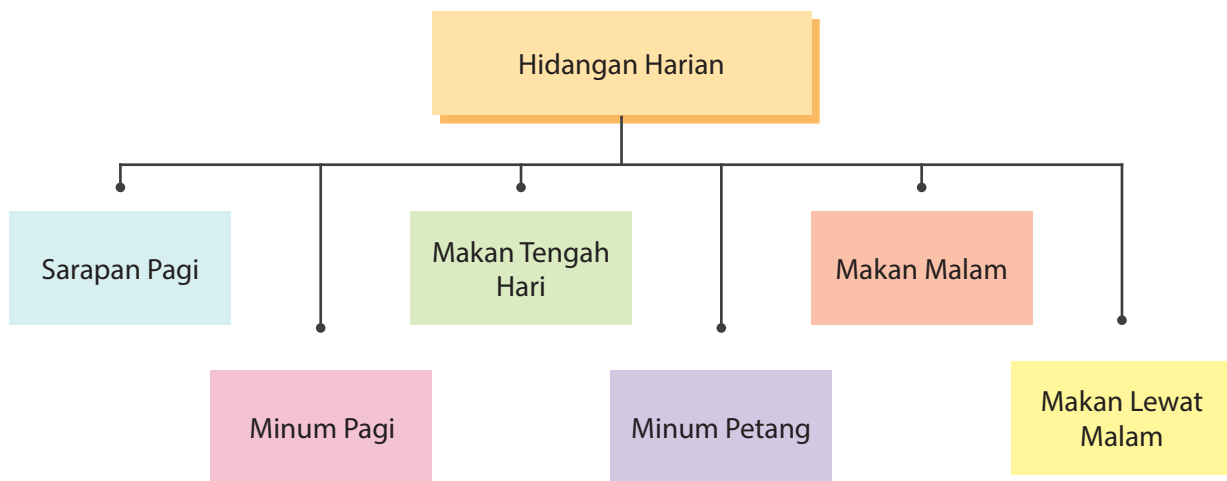 Hidangan Harian
Sarapan Pagi
Makan Tengah
Hari
Makan Malam
Minum Pagi
Minum Petang
Makan Lewat
Malam